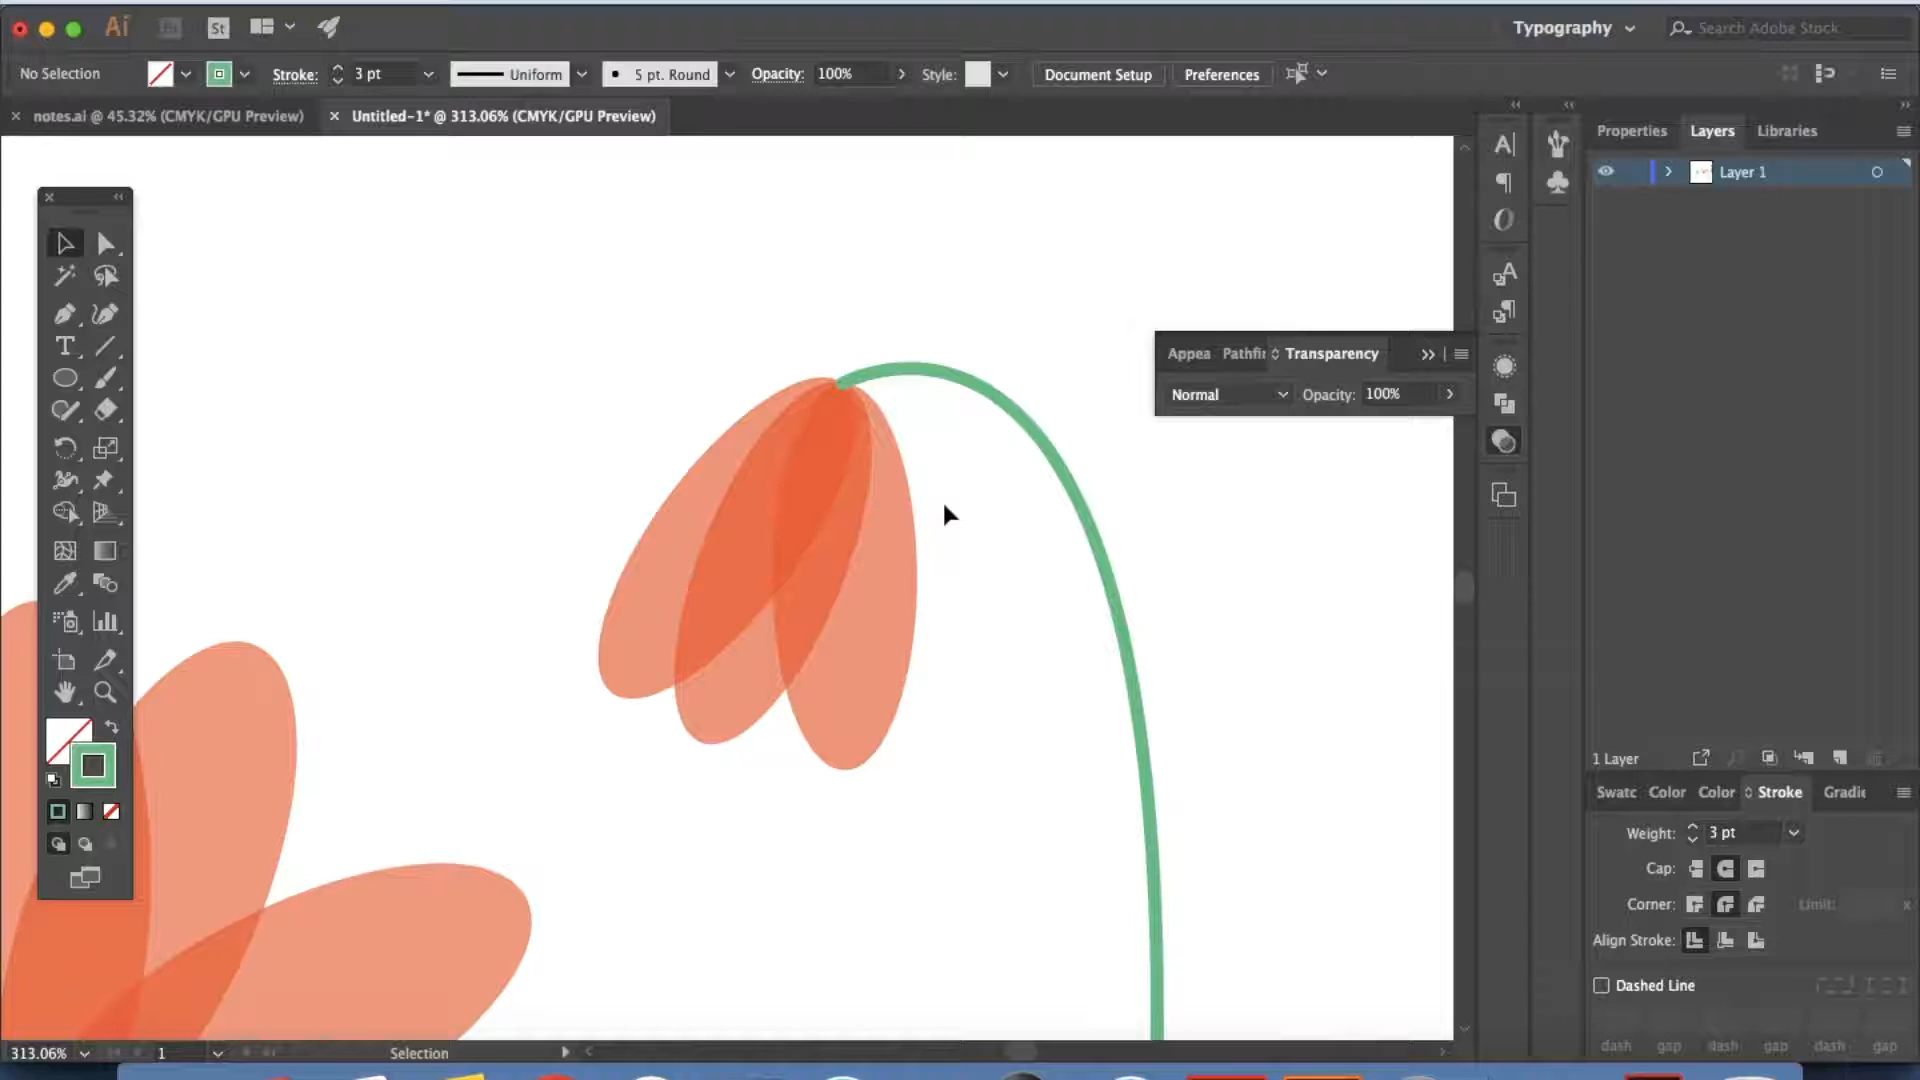 Ai St Typography Search Adobe Stock
No Selection Stroke: 3 pt Uniform 5 pt. Round Opacity: 100% Style: Document Setup Preferences
notes.ai @ 45.32% (CMYK/GPU Preview) Untitled-1* @ 313.06% (CMYK/GPU Preview)
Properties Layers Libraries
Layer 1
Appea Pathfi Transparency
Normal Opacity: 100%
1 Layer
Swatc Color Color Stroke Gradie
Weight: 3 pt
Cap:
Corner: Limit: x
Align Stroke:
Dashed Line
dash gap dash gap dash gap
313.06% 1 Selection